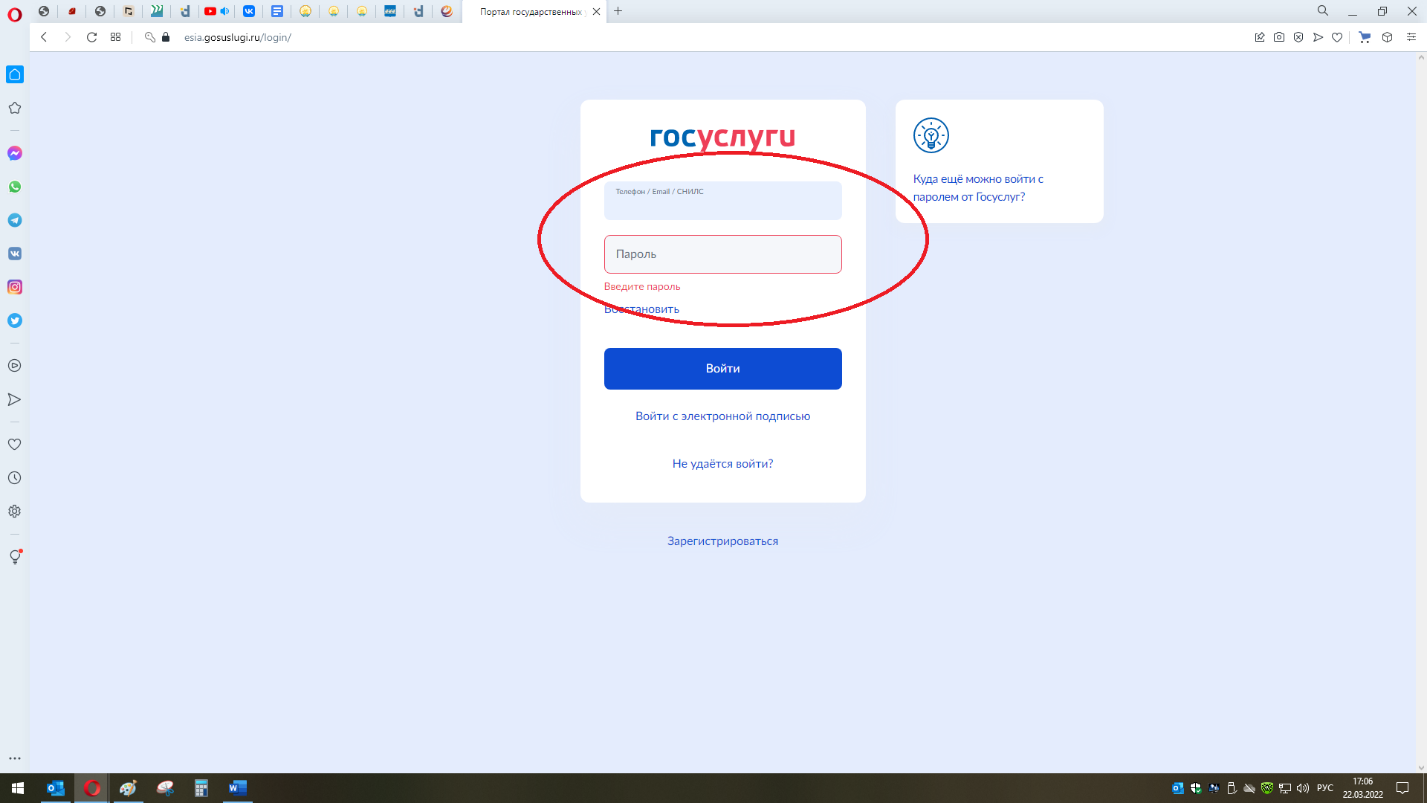 Портал государственных
esia.gosuslugi.ru/login/
госуслуги
Телефон / Email / СНИЛС
Пароль
Введите пароль
Восстановить
Войти
Войти с электронной подписью
Не удаётся войти?
Зарегистрироваться
Куда ещё можно войти с
паролем от Госуслуг?
РУС
17:06
22.03.2022